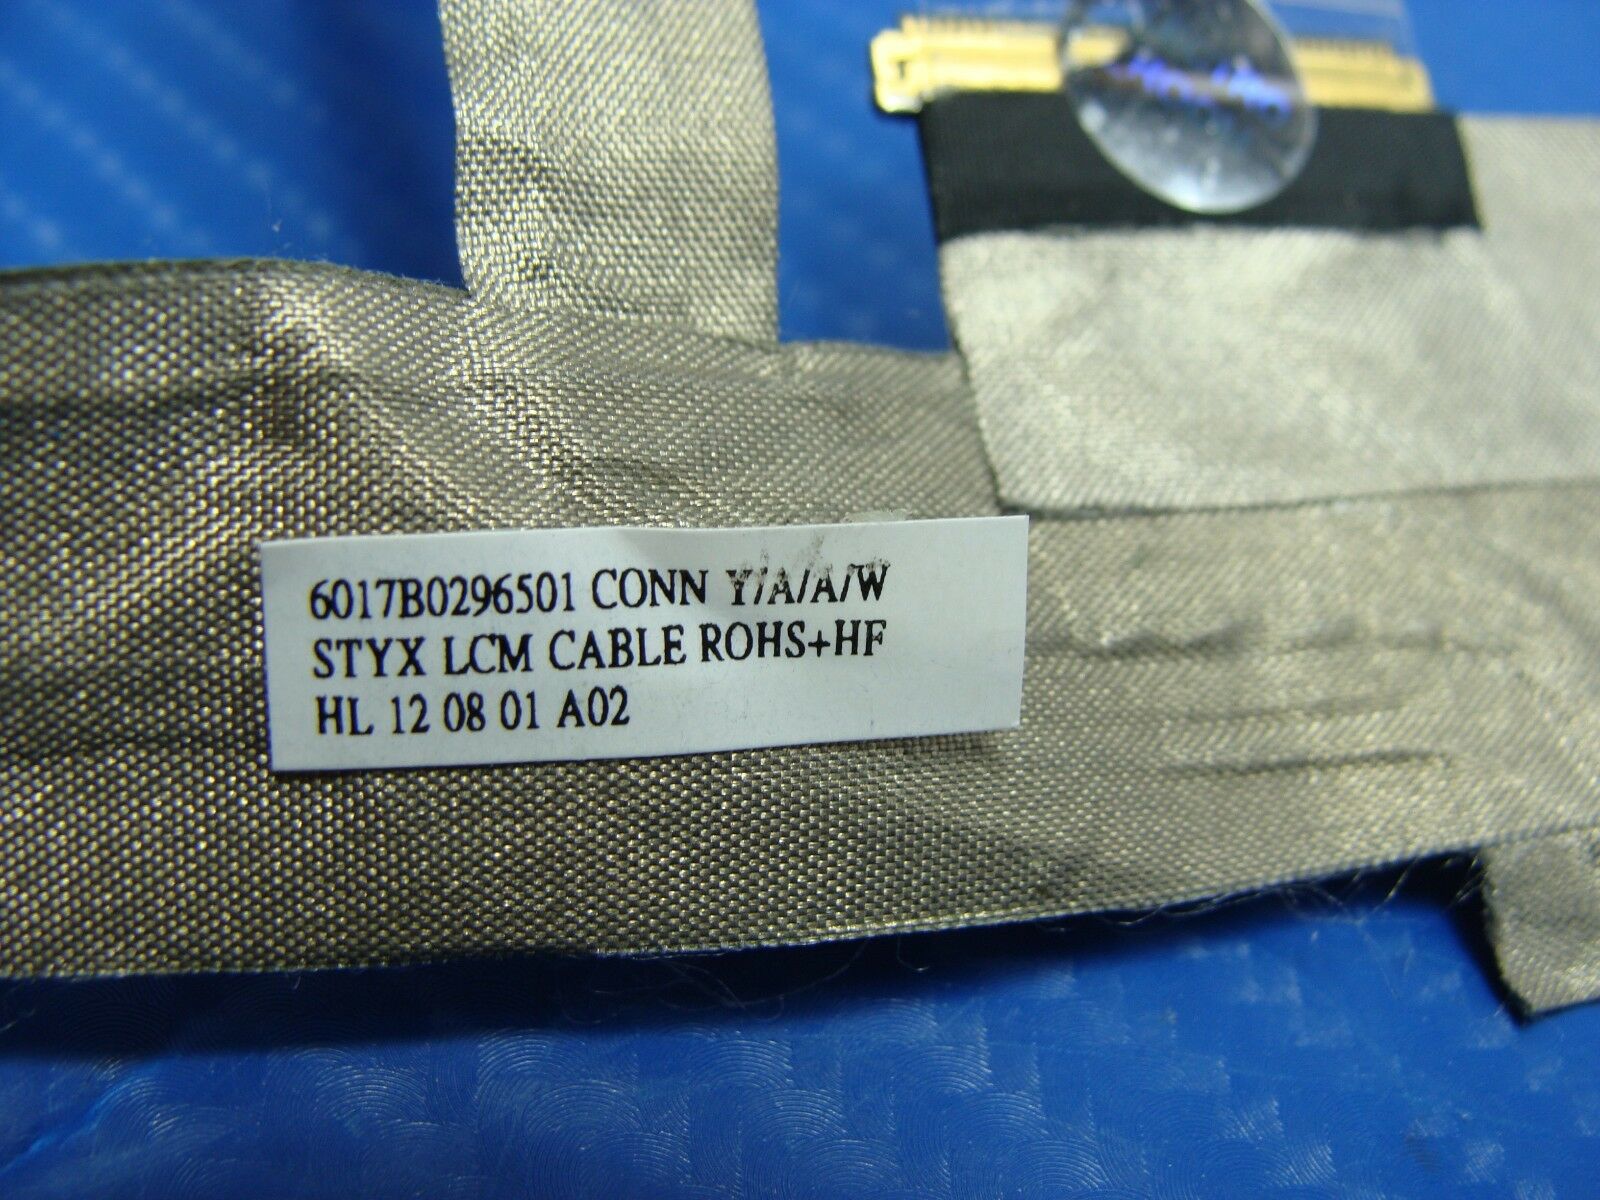 6017B0296501 CONN Y/A/A/W
STYX LCM CABLE ROHS+HF
HL 12 08 01 A02